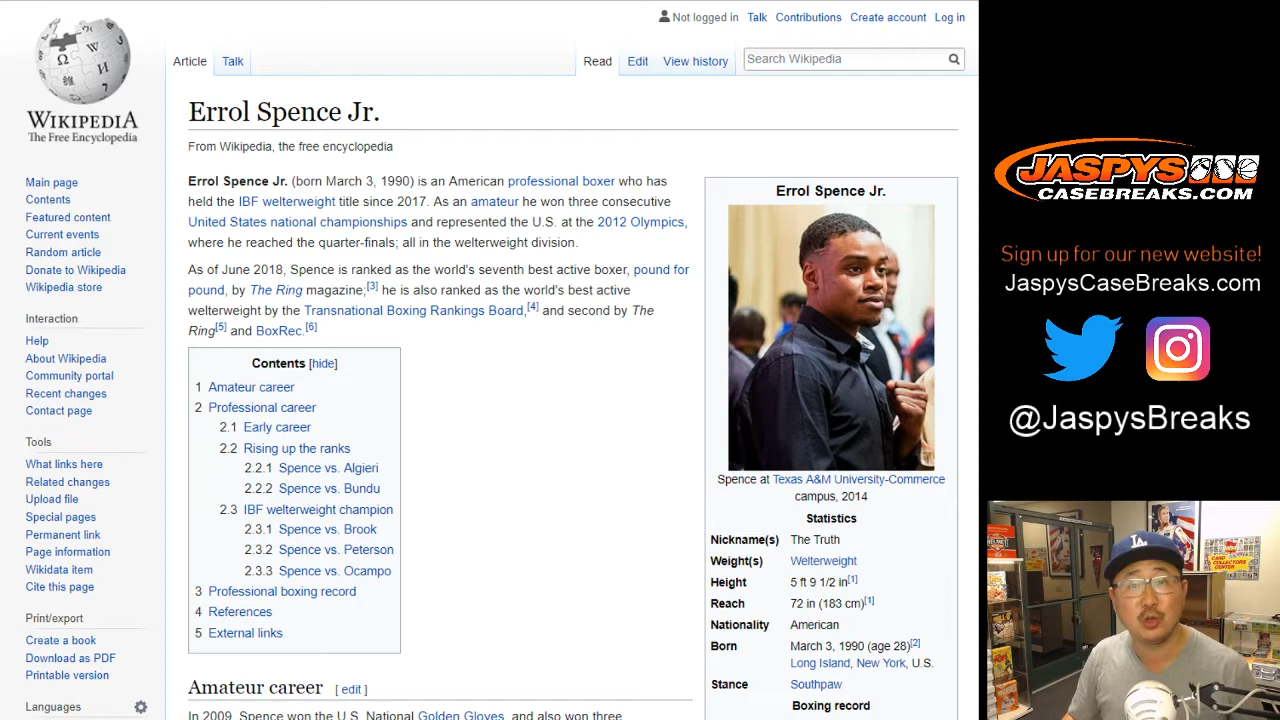 Not logged in Talk Contributions Create account Log in
Article Talk Read Edit View history Search Wikipedia
WIKIPEDIA
The Free Encyclopedia
Main page
Contents
Featured content
Current events
Random article
Donate to Wikipedia
Wikipedia store
Interaction
Help
About Wikipedia
Community portal
Recent changes
Contact page
Tools
What links here
Related changes
Upload file
Special pages
Permanent link
Page information
Wikidata item
Cite this page
Print/export
Create a book
Download as PDF
Printable version
Languages
Errol Spence Jr.
From Wikipedia, the free encyclopedia
Errol Spence Jr. (born March 3, 1990) is an American professional boxer who has
held the IBF welterweight title since 2017. As an amateur he won three consecutive
United States national championships and represented the U.S. at the 2012 Olympics,
where he reached the quarter-finals; all in the welterweight division.
As of June 2018, Spence is ranked as the world's seventh best active boxer, pound for
pound, by The Ring magazine;[3] he is also ranked as the world's best active
welterweight by the Transnational Boxing Rankings Board,[4] and second by The
Ring[5] and BoxRec.[6]
Contents [hide]
1 Amateur career
2 Professional career
2.1 Early career
2.2 Rising up the ranks
2.2.1 Spence vs. Algieri
2.2.2 Spence vs. Bundu
2.3 IBF welterweight champion
2.3.1 Spence vs. Brook
2.3.2 Spence vs. Peterson
2.3.3 Spence vs. Ocampo
3 Professional boxing record
4 References
5 External links
Amateur career [ edit ]
In 2009, Spence won the U.S. National Golden Gloves, and also won three
Errol Spence Jr.
Spence at Texas A&M University-Commerce
campus, 2014
Statistics
Nickname(s) The Truth
Weight(s) Welterweight
Height 5 ft 9 1/2 in[1]
Reach 72 in (183 cm)[1]
Nationality American
Born March 3, 1990 (age 28)[2]
Long Island, New York, U.S.
Stance Southpaw
Boxing record
JASPYS
CASEBREAKS.COM
Sign up for our new website!
JaspysCaseBreaks.com
@JaspysBreaks
LA